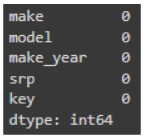 make 0
model 0
make_year 0
srp 0
key 0
dtype: int64